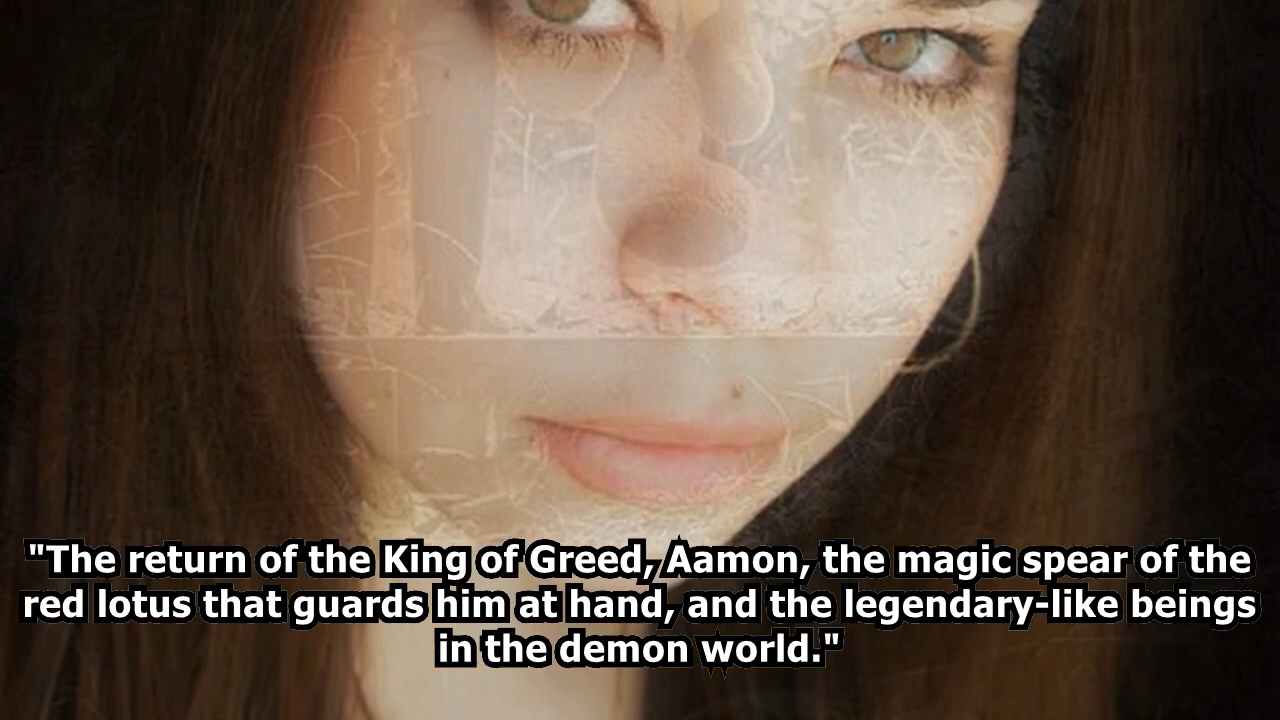 "The return of the King of Greed, Aamon, the magic spear of the
red lotus that guards him at hand, and the legendary-like beings
in the demon world."